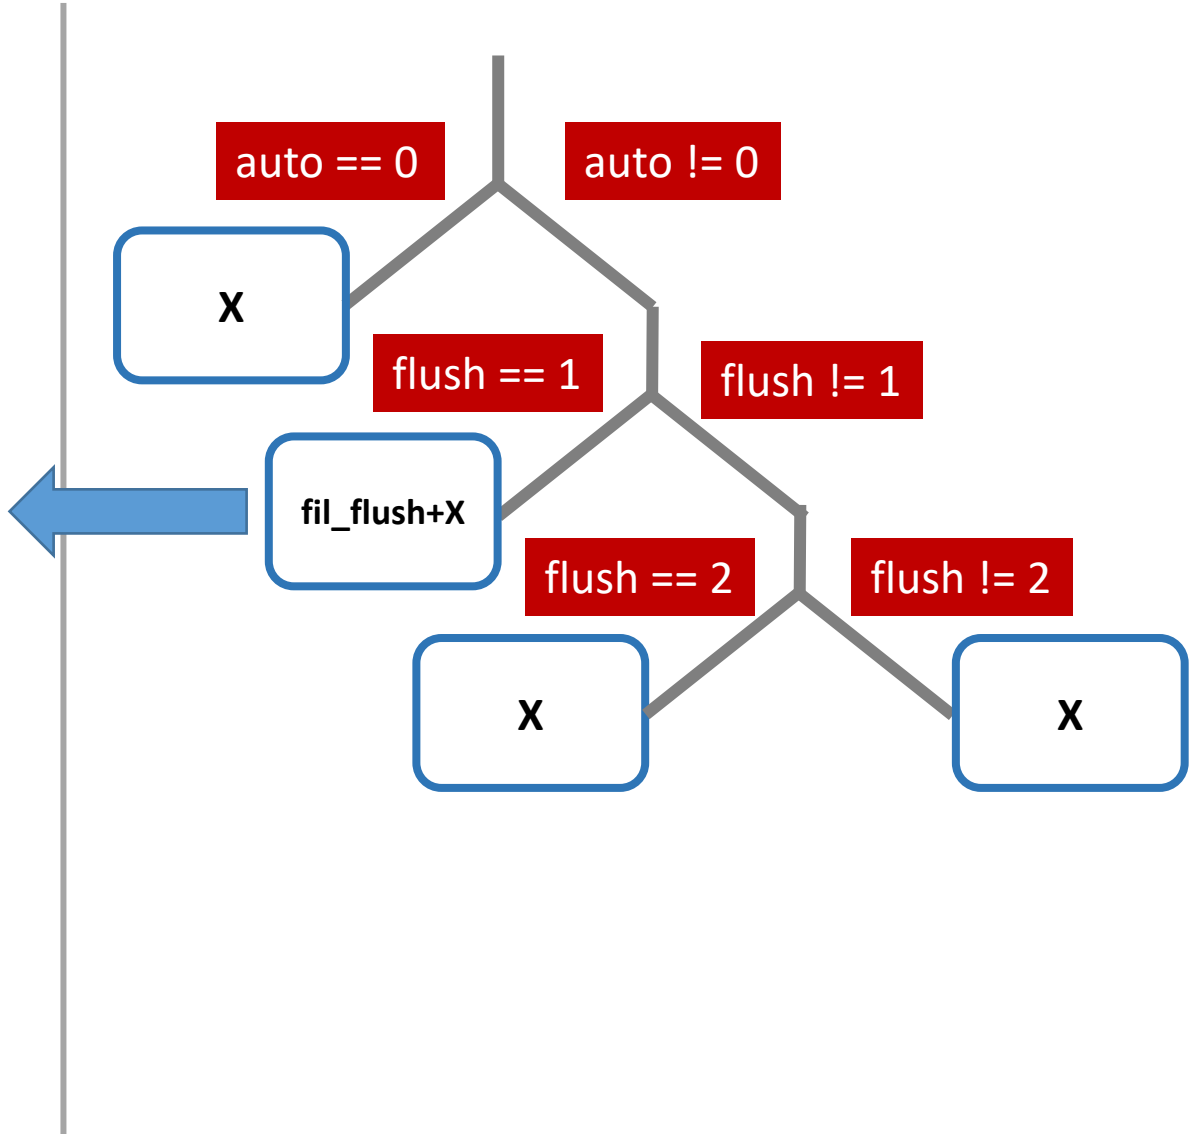 auto == 0
auto != 0
X
flush == 1
flush != 1
fil_flush+X
flush == 2
flush != 2
X
X